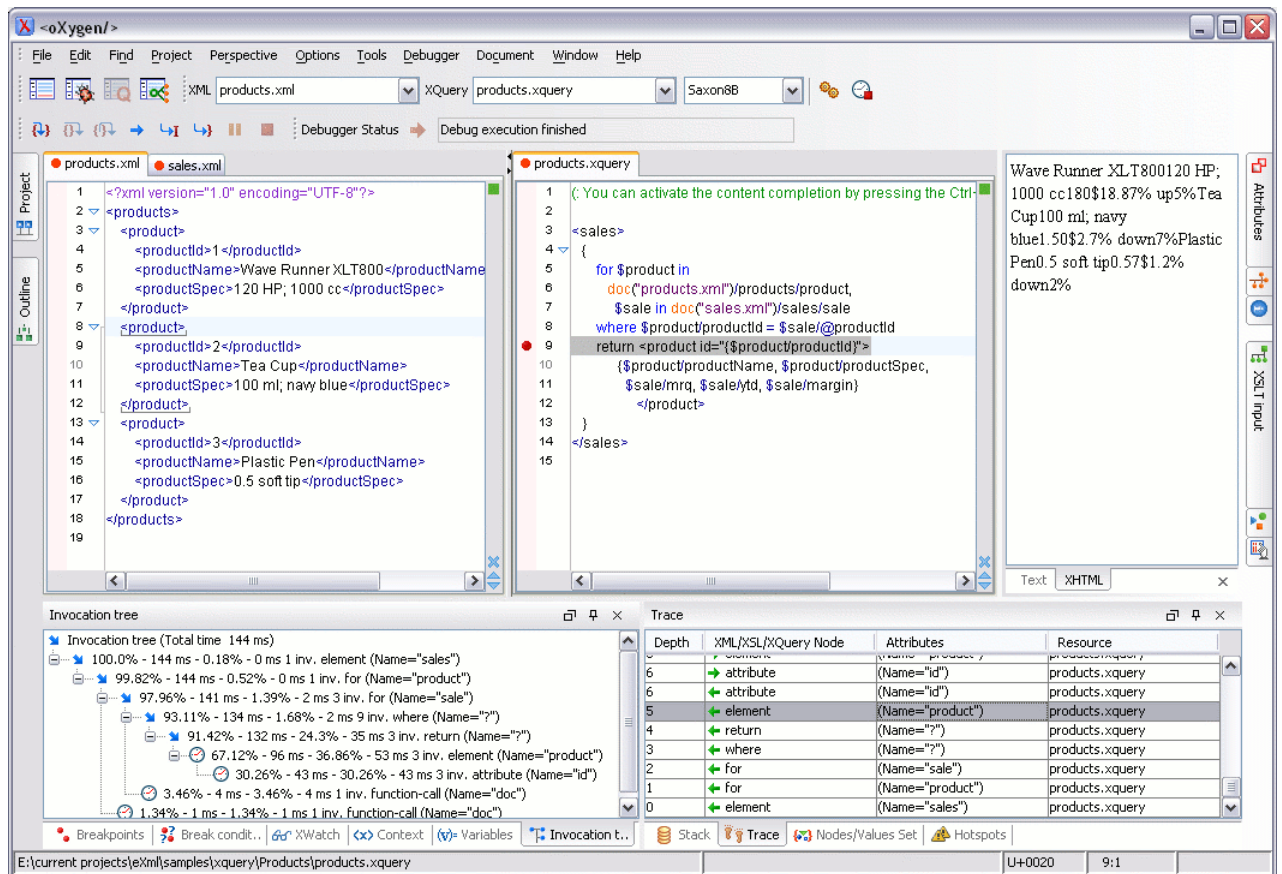 <oXygen/>
File Edit Find Project Perspective Options Tools Debugger Document Window Help
XML products.xml XQuery products.xquery Saxon8B
Debugger Status Debug execution finished
Project
Outline
products.xml sales.xml
1 <?xml version="1.0" encoding="UTF-8"?>
2 <products>
3 <product>
4 <productId>1</productId>
5 <productName>Wave Runner XLT800</productName
6 <productSpec>120 HP; 1000 cc</productSpec>
7 </product>
8 <product>
9 <productId>2</productId>
10 <productName>Tea Cup</productName>
11 <productSpec>100 ml; navy blue</productSpec>
12 </product>
13 <product>
14 <productId>3</productId>
15 <productName>Plastic Pen</productName>
16 <productSpec>0.5 soft tip</productSpec>
17 </product>
18 </products>
19
products.xquery
1 (: You can activate the content completion by pressing the Ctrl-
2
3 <sales>
4 {
5 for $product in
6 doc("products.xml")/products/product,
7 $sale in doc("sales.xml")/sales/sale
8 where $product/productId = $sale/@productId
9 return <product id="{$product/productId}">
10 {$product/productName, $product/productSpec,
11 $sale/mrq, $sale/ytd, $sale/margin}
12 </product>
13 }
14 </sales>
15
Wave Runner XLT800120 HP;
1000 cc180$18.87% up5%Tea
Cup100 ml; navy
blue1.50$2.7% down7%Plastic
Pen0.5 soft tip0.57$1.2%
down2%
Text XHTML
Attributes
XSLT input
Invocation tree
Invocation tree (Total time 144 ms)
100.0% - 144 ms - 0.18% - 0 ms 1 inv. element (Name="sales")
99.82% - 144 ms - 0.52% - 0 ms 1 inv. for (Name="product")
97.96% - 141 ms - 1.39% - 2 ms 3 inv. for (Name="sale")
93.11% - 134 ms - 1.68% - 2 ms 9 inv. where (Name="?")
91.42% - 132 ms - 24.3% - 35 ms 3 inv. return (Name="?")
67.12% - 96 ms - 36.86% - 53 ms 3 inv. element (Name="product")
30.26% - 43 ms - 30.26% - 43 ms 3 inv. attribute (Name="id")
3.46% - 4 ms - 3.46% - 4 ms 1 inv. function-call (Name="doc")
1.34% - 1 ms - 1.34% - 1 ms 1 inv. function-call (Name="doc")
Breakpoints Break condit.. XWatch Context Variables Invocation t..
Trace
Depth XML/XSL/XQuery Node Attributes Resource
6 attribute (Name="id") products.xquery
6 attribute (Name="id") products.xquery
5 element (Name="product") products.xquery
4 return (Name="?") products.xquery
3 where (Name="?") products.xquery
2 for (Name="sale") products.xquery
1 for (Name="product") products.xquery
0 element (Name="sales") products.xquery
Stack Trace Nodes/Values Set Hotspots
E:\current projects\eXml\samples\xquery\Products\products.xquery U+0020 9:1